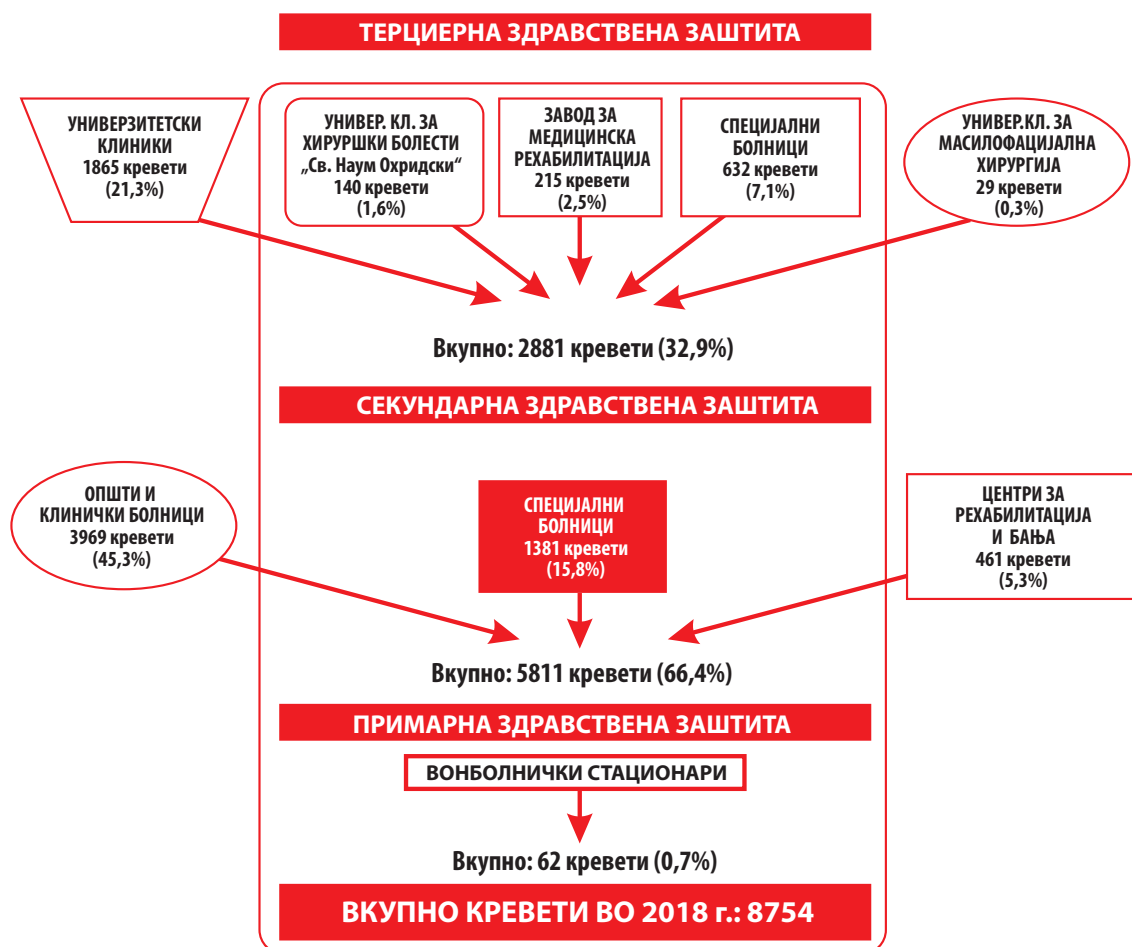 ТЕРЦИЕРНА ЗДРАВСТВЕНА ЗАШТИТА
УНИВЕРЗИТЕТСКИ
КЛИНИКИ
1865 кревети
(21,3%)
УНИВЕР. КЛ. ЗА
ХИРУРШКИ БОЛЕСТИ
„Св. Наум Охридски“
140 кревети
(1,6%)
ЗАВОД ЗА
МЕДИЦИНСКА
РЕХАБИЛИТАЦИЈА
215 кревети
(2,5%)
СПЕЦИЈАЛНИ
БОЛНИЦИ
632 кревети
(7,1%)
УНИВЕР.КЛ. ЗА
МАСИЛОФАЦИЈАЛНА
ХИРУРГИЈА
29 кревети
(0,3%)
Вкупно: 2881 кревети (32,9%)
СЕКУНДАРНА ЗДРАВСТВЕНА ЗАШТИТА
ОПШТИ И
КЛИНИЧКИ БОЛНИЦИ
3969 кревети
(45,3%)
СПЕЦИЈАЛНИ
БОЛНИЦИ
1381 кревети
(15,8%)
ЦЕНТРИ ЗА
РЕХАБИЛИТАЦИЈА
И БАЊА
461 кревети
(5,3%)
Вкупно: 5811 кревети (66,4%)
ПРИМАРНА ЗДРАВСТВЕНА ЗАШТИТА
ВОНБОЛНИЧКИ СТАЦИОНАРИ
Вкупно: 62 кревети (0,7%)
ВКУПНО КРЕВЕТИ ВО 2018 г.: 8754